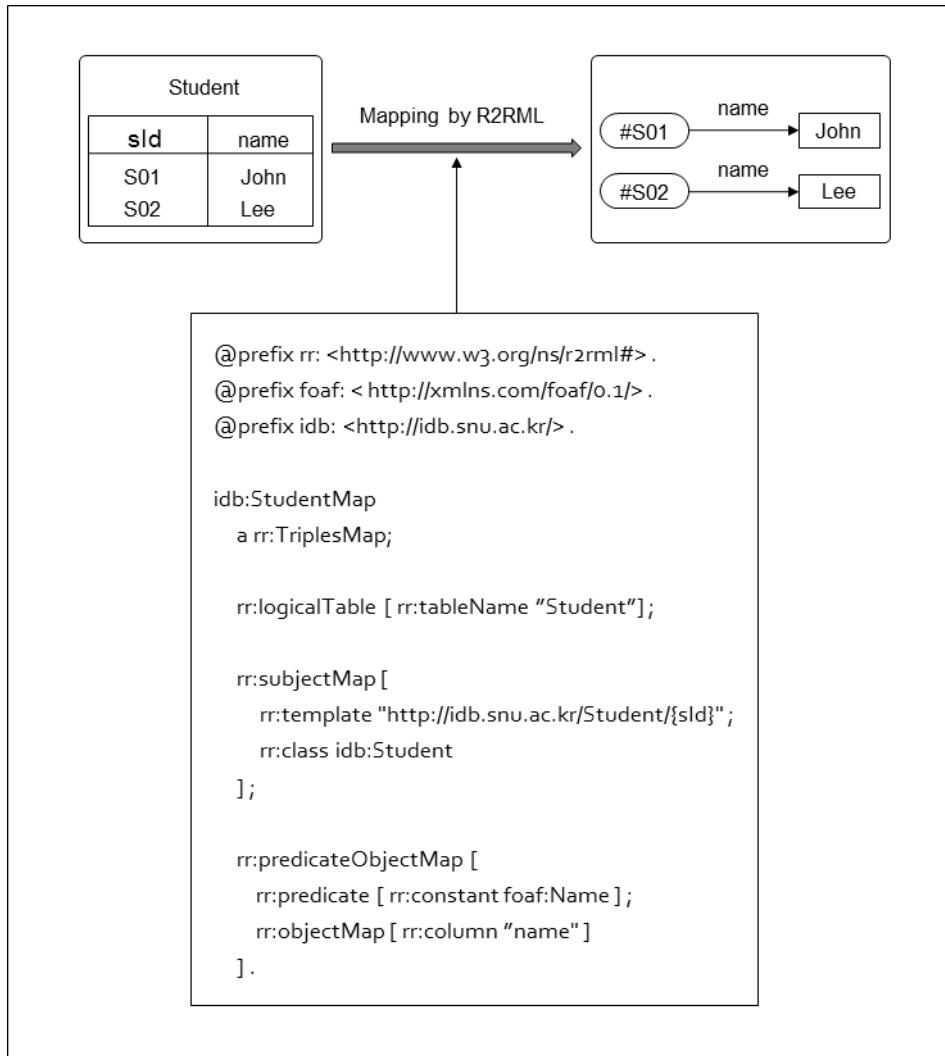 Student
sId name
S01 John
S02 Lee
Mapping by R2RML
#S01 name John
#S02 name Lee
@prefix rr: <http://www.w3.org/ns/r2rml#> .
@prefix foaf: < http://xmlns.com/foaf/0.1/> .
@prefix idb: <http://idb.snu.ac.kr/> .
idb:StudentMap
a rr:TriplesMap;
rr:logicalTable [ rr:tableName "Student"] ;
rr:subjectMap [
rr:template "http://idb.snu.ac.kr/Student/{sId}" ;
rr:class idb:Student
] ;
rr:predicateObjectMap [
rr:predicate [ rr:constant foaf:Name ] ;
rr:objectMap [ rr:column "name" ]
] .